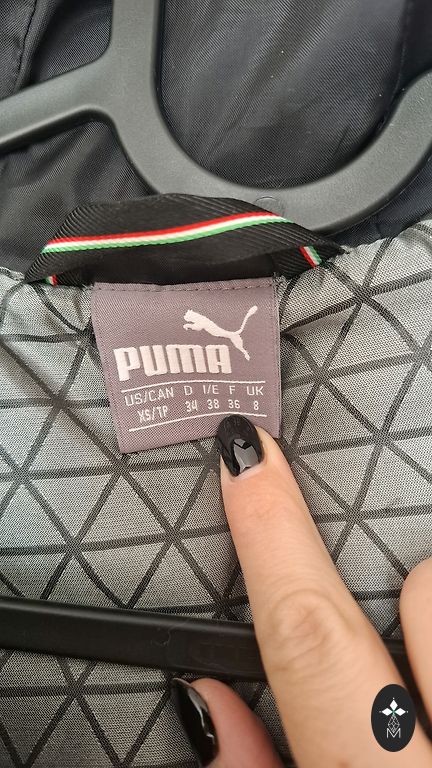 PUMA
US/CAN D I/E F UK
XS/TP 34 38 36 8
M